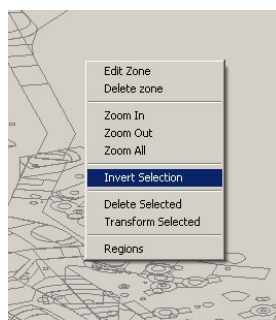 Edit Zone
Delete zone
Zoom In
Zoom Out
Zoom All
Invert Selection
Delete Selected
Transform Selected
Regions